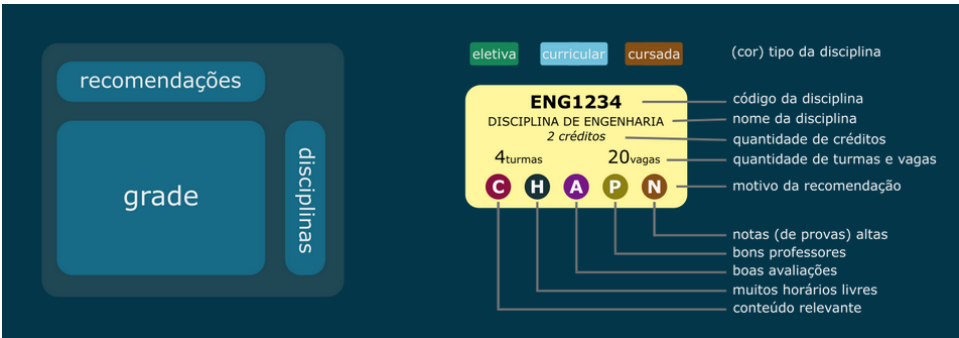 recomendações
grade
disciplinas
eletiva
curricular
cursada
(cor) tipo da disciplina
ENG1234
DISCIPLINA DE ENGENHARIA
2 créditos
4turmas
20vagas
C H A P N
código da disciplina
nome da disciplina
quantidade de créditos
quantidade de turmas e vagas
motivo da recomendação
notas (de provas) altas
bons professores
boas avaliações
muitos horários livres
conteúdo relevante